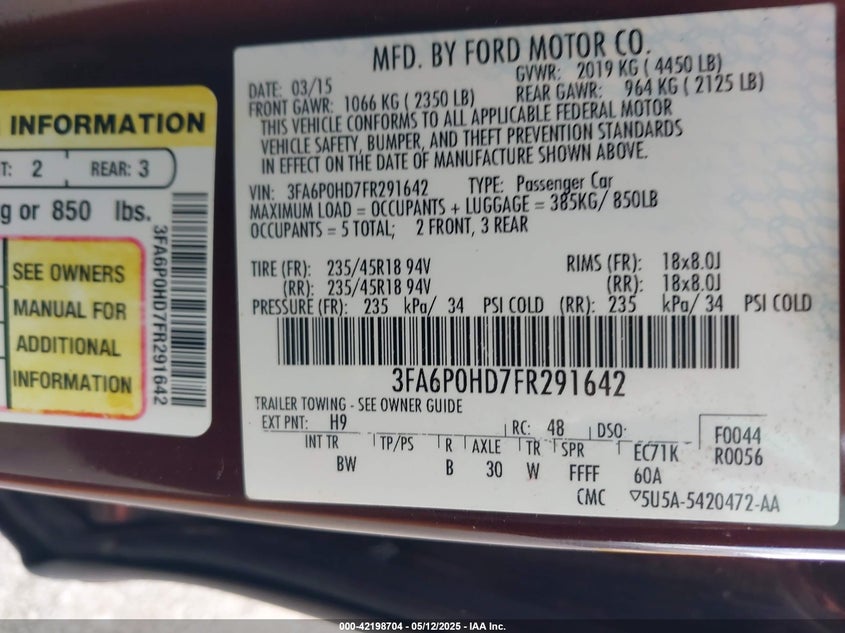 INFORMATION
T: 2 REAR: 3
g or 850 lbs.
SEE OWNERS
MANUAL FOR
ADDITIONAL
INFORMATION
3FA6P0HD7FR291642
MFD. BY FORD MOTOR CO.
DATE: 03/15 GVWR: 2019 KG ( 4450 LB)
FRONT GAWR: 1066 KG ( 2350 LB) REAR GAWR: 964 KG ( 2125 LB)
THIS VEHICLE CONFORMS TO ALL APPLICABLE FEDERAL MOTOR
VEHICLE SAFETY, BUMPER, AND THEFT PREVENTION STANDARDS
IN EFFECT ON THE DATE OF MANUFACTURE SHOWN ABOVE.
VIN: 3FA6P0HD7FR291642 TYPE: Passenger Car
MAXIMUM LOAD = OCCUPANTS + LUGGAGE = 385KG/ 850LB
OCCUPANTS = 5 TOTAL; 2 FRONT, 3 REAR
TIRE (FR): 235/45R18 94V RIMS (FR): 18x8.0J
(RR): 235/45R18 94V (RR): 18x8.0J
PRESSURE (FR): 235 kPa/ 34 PSI COLD (RR): 235 kPa/ 34 PSI COLD
3FA6P0HD7FR291642
TRAILER TOWING - SEE OWNER GUIDE
EXT PNT: H9 RC: 48 DSO: F0044
INT TR TP/PS R AXLE TR SPR EC71K R0056
BW B 30 W FFFF 60A
CMC ▽5U5A-5420472-AA
000-42198704 — 05/12/2025 — IAA Inc.